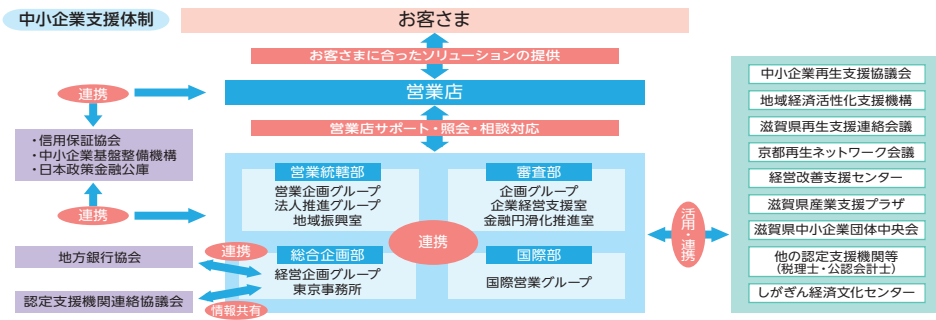 中小企業支援体制
お客さま
お客さまに合ったソリューションの提供
連携
営業店
営業店サポート・照会・相談対応
・信用保証協会
・中小企業基盤整備機構
・日本政策金融公庫
連携
営業統轄部
営業企画グループ
法人推進グループ
地域振興室
審査部
企画グループ
企業経営支援室
金融円滑化推進室
連携
総合企画部
経営企画グループ
東京事務所
国際部
国際営業グループ
連携
地方銀行協会
認定支援機関連絡協議会
情報共有
活用・連携
中小企業再生支援協議会
地域経済活性化支援機構
滋賀県再生支援連絡会議
京都再生ネットワーク会議
経営改善支援センター
滋賀県産業支援プラザ
滋賀県中小企業団体中央会
他の認定支援機関等
（税理士・公認会計士）
しがぎん経済文化センター